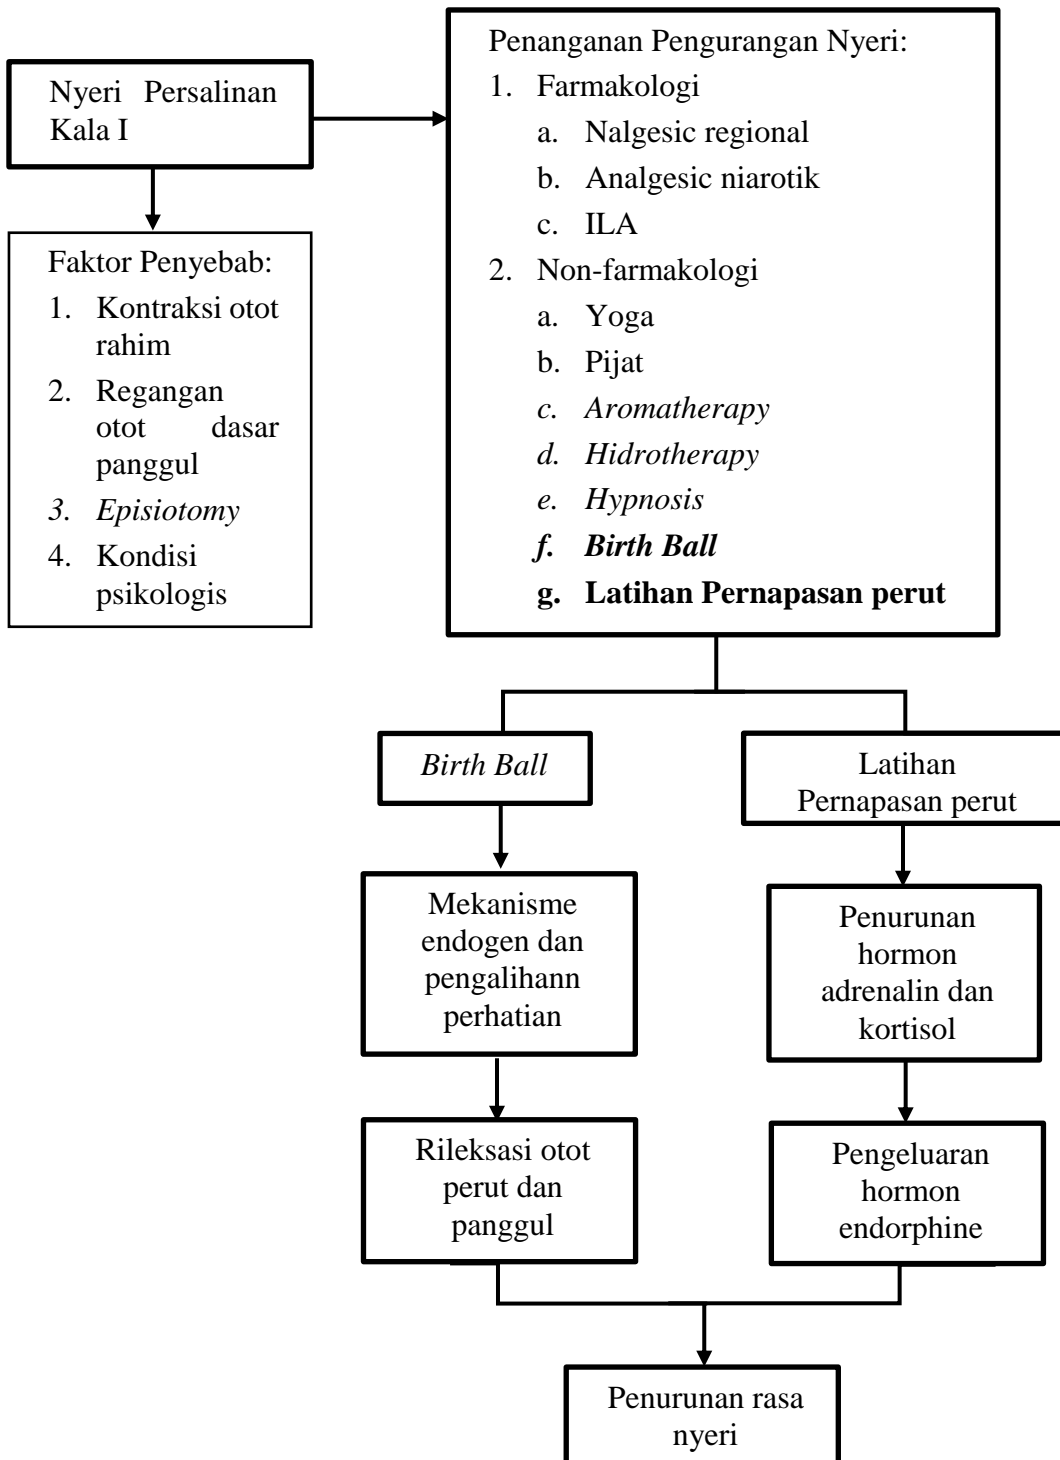 Nyeri Persalinan
Kala I
Faktor Penyebab:
1. Kontraksi otot
rahim
2. Regangan
otot dasar
panggul
3. Episiotomy
4. Kondisi
psikologis
Penanganan Pengurangan Nyeri:
1. Farmakologi
a. Nalgesic regional
b. Analgesic niarotik
c. ILA
2. Non-farmakologi
a. Yoga
b. Pijat
c. Aromatherapy
d. Hidrotherapy
e. Hypnosis
f. Birth Ball
g. Latihan Pernapasan perut
Birth Ball
Latihan
Pernapasan perut
Mekanisme
endogen dan
pengalihann
perhatian
Penurunan
hormon
adrenalin dan
kortisol
Rileksasi otot
perut dan
panggul
Pengeluaran
hormon
endorphine
Penurunan rasa
nyeri